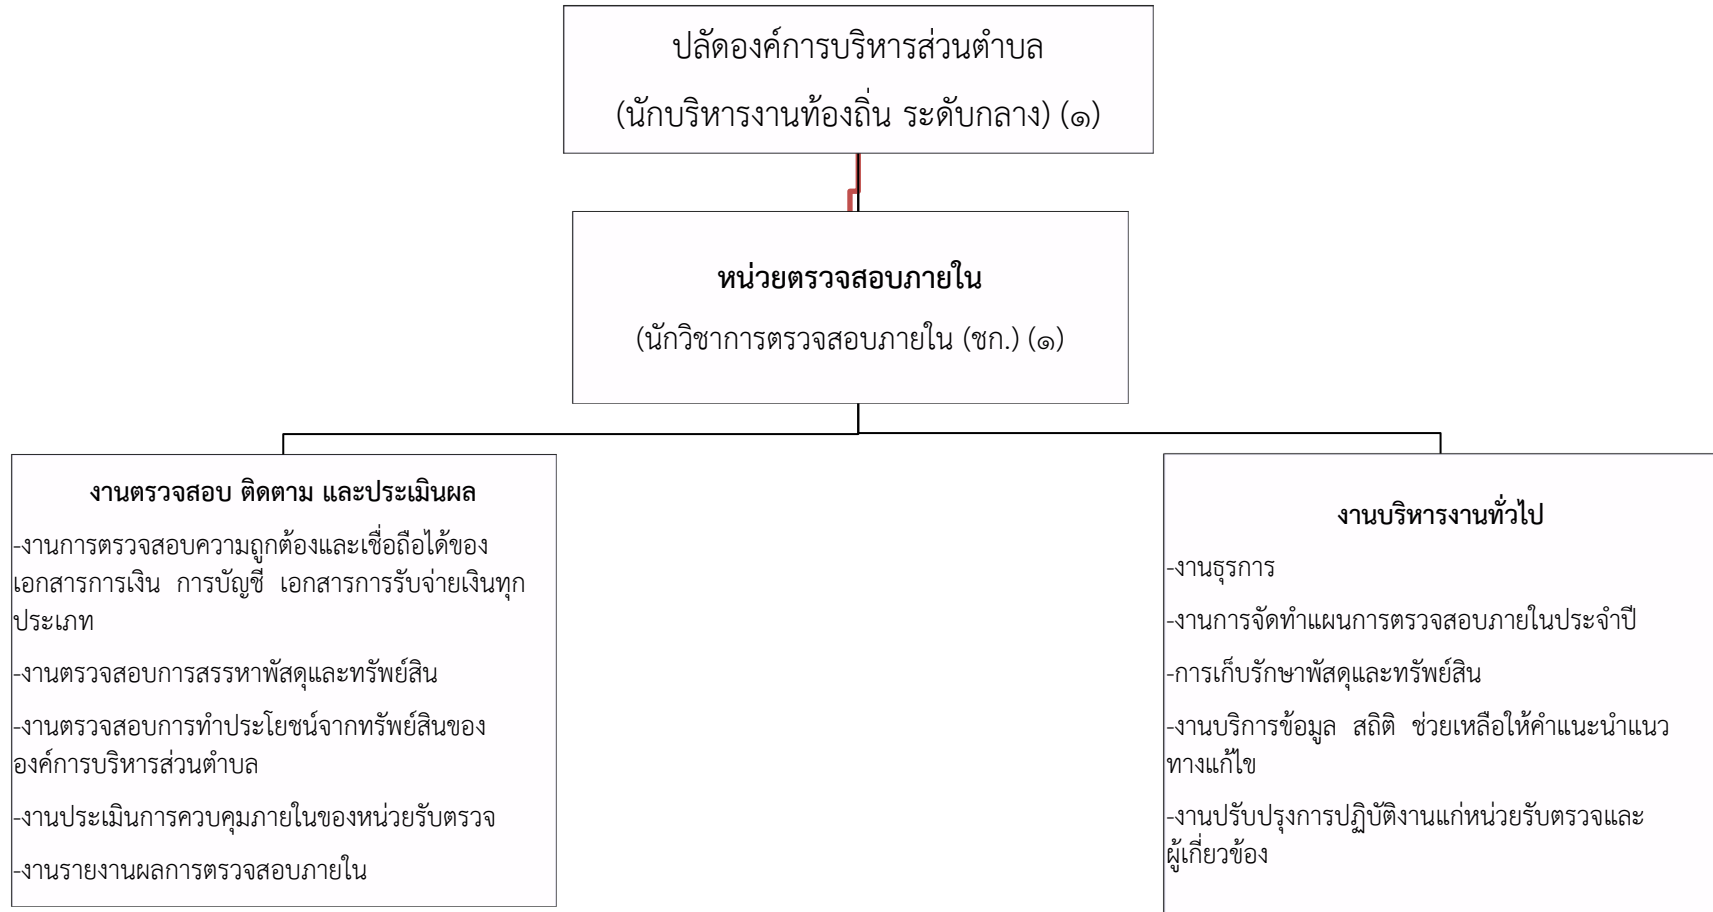 ปลัดองค์การบริหารส่วนตำบล
(นักบริหารงานท้องถิ่น ระดับกลาง) (๑)
หน่วยตรวจสอบภายใน
(นักวิชาการตรวจสอบภายใน (ชก.) (๑)
งานตรวจสอบ ติดตาม และประเมินผล
-งานการตรวจสอบความถูกต้องและเชื่อถือได้ของ
เอกสารการเงิน การบัญชี เอกสารการรับจ่ายเงินทุก
ประเภท
-งานตรวจสอบการสรรหาพัสดุและทรัพย์สิน
-งานตรวจสอบการทำประโยชน์จากทรัพย์สินของ
องค์การบริหารส่วนตำบล
-งานประเมินการควบคุมภายในของหน่วยรับตรวจ
-งานรายงานผลการตรวจสอบภายใน
งานบริหารงานทั่วไป
-งานธุรการ
-งานการจัดทำแผนการตรวจสอบภายในประจำปี
-การเก็บรักษาพัสดุและทรัพย์สิน
-งานบริการข้อมูล สถิติ ช่วยเหลือให้คำแนะนำแนว
ทางแก้ไข
-งานปรับปรุงการปฏิบัติงานแก่หน่วยรับตรวจและ
ผู้เกี่ยวข้อง